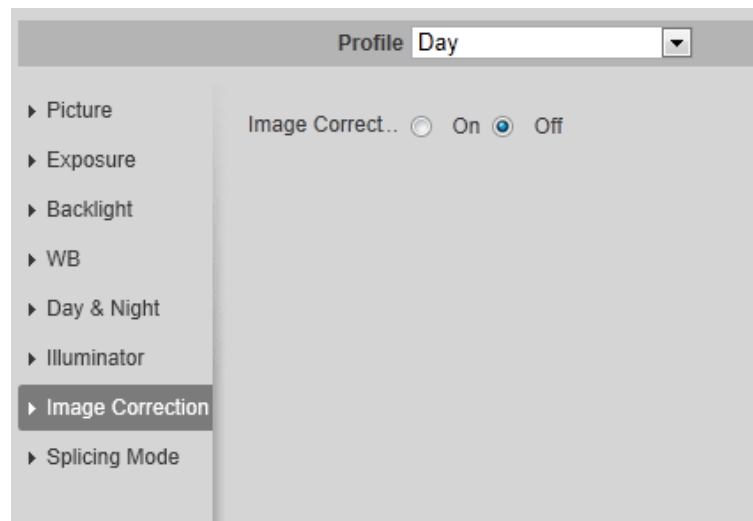 Profile Day
Picture
Image Correct.. On Off
Exposure
Backlight
WB
Day & Night
Illuminator
Image Correction
Splicing Mode